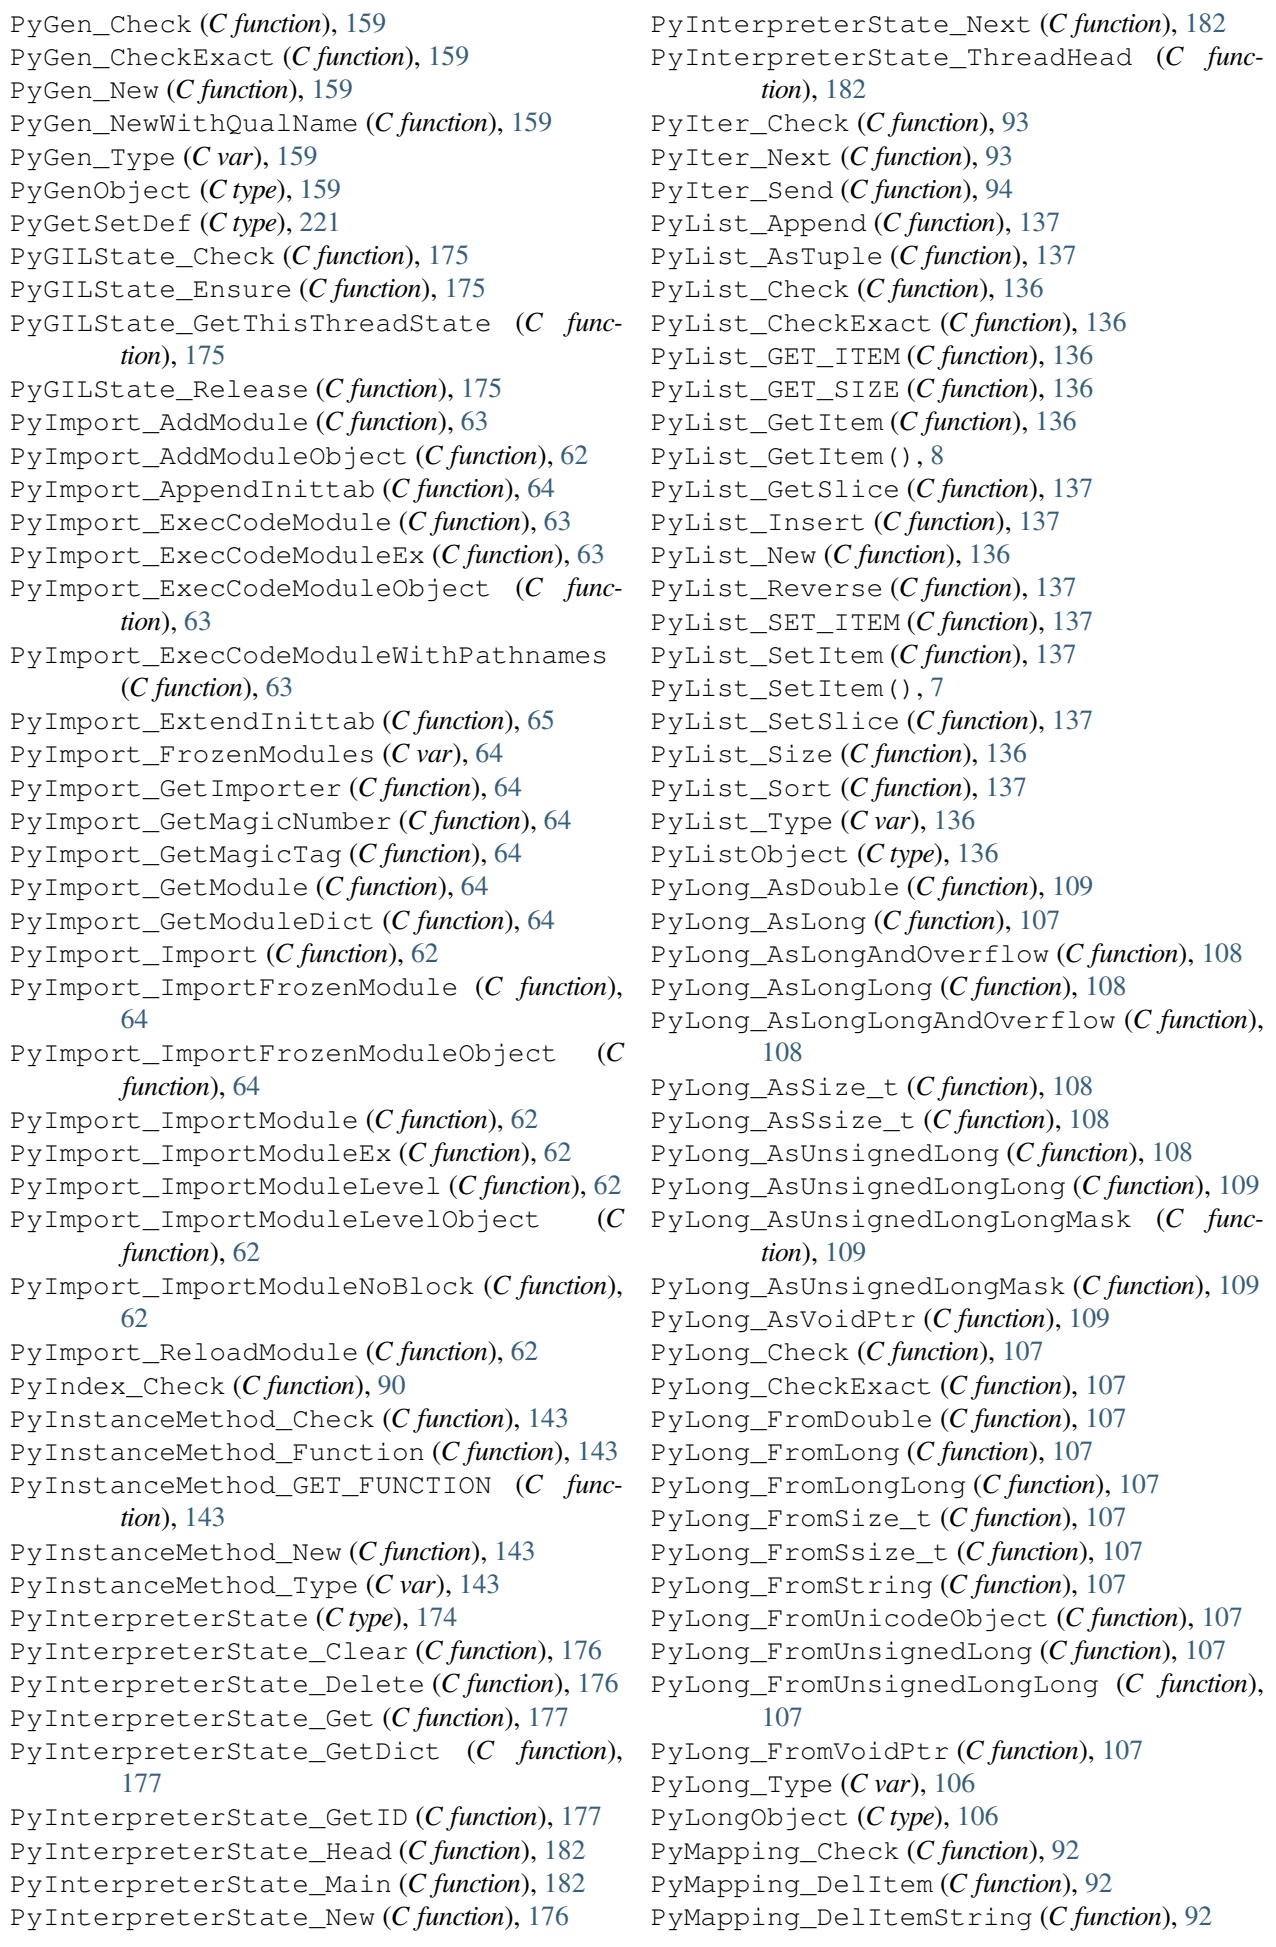 PyGen_Check (C function), 159
PyGen_CheckExact (C function), 159
PyGen_New (C function), 159
PyGen_NewWithQualName (C function), 159
PyGen_Type (C var), 159
PyGenObject (C type), 159
PyGetSetDef (C type), 221
PyGILState_Check (C function), 175
PyGILState_Ensure (C function), 175
PyGILState_GetThisThreadState (C func-
tion), 175
PyGILState_Release (C function), 175
PyImport_AddModule (C function), 63
PyImport_AddModuleObject (C function), 62
PyImport_AppendInittab (C function), 64
PyImport_ExecCodeModule (C function), 63
PyImport_ExecCodeModuleEx (C function), 63
PyImport_ExecCodeModuleObject (C func-
tion), 63
PyImport_ExecCodeModuleWithPathnames
(C function), 63
PyImport_ExtendInittab (C function), 65
PyImport_FrozenModules (C var), 64
PyImport_GetImporter (C function), 64
PyImport_GetMagicNumber (C function), 64
PyImport_GetMagicTag (C function), 64
PyImport_GetModule (C function), 64
PyImport_GetModuleDict (C function), 64
PyImport_Import (C function), 62
PyImport_ImportFrozenModule (C function),
64
PyImport_ImportFrozenModuleObject (C
function), 64
PyImport_ImportModule (C function), 62
PyImport_ImportModuleEx (C function), 62
PyImport_ImportModuleLevel (C function), 62
PyImport_ImportModuleLevelObject (C
function), 62
PyImport_ImportModuleNoBlock (C function),
62
PyImport_ReloadModule (C function), 62
PyIndex_Check (C function), 90
PyInstanceMethod_Check (C function), 143
PyInstanceMethod_Function (C function), 143
PyInstanceMethod_GET_FUNCTION (C func-
tion), 143
PyInstanceMethod_New (C function), 143
PyInstanceMethod_Type (C var), 143
PyInterpreterState (C type), 174
PyInterpreterState_Clear (C function), 176
PyInterpreterState_Delete (C function), 176
PyInterpreterState_Get (C function), 177
PyInterpreterState_GetDict (C function),
177
PyInterpreterState_GetID (C function), 177
PyInterpreterState_Head (C function), 182
PyInterpreterState_Main (C function), 182
PyInterpreterState_New (C function), 176
PyInterpreterState_Next (C function), 182
PyInterpreterState_ThreadHead (C func-
tion), 182
PyIter_Check (C function), 93
PyIter_Next (C function), 93
PyIter_Send (C function), 94
PyList_Append (C function), 137
PyList_AsTuple (C function), 137
PyList_Check (C function), 136
PyList_CheckExact (C function), 136
PyList_GET_ITEM (C function), 136
PyList_GET_SIZE (C function), 136
PyList_GetItem (C function), 136
PyList_GetItem(), 8
PyList_GetSlice (C function), 137
PyList_Insert (C function), 137
PyList_New (C function), 136
PyList_Reverse (C function), 137
PyList_SET_ITEM (C function), 137
PyList_SetItem (C function), 137
PyList_SetItem(), 7
PyList_SetSlice (C function), 137
PyList_Size (C function), 136
PyList_Sort (C function), 137
PyList_Type (C var), 136
PyListObject (C type), 136
PyLong_AsDouble (C function), 109
PyLong_AsLong (C function), 107
PyLong_AsLongAndOverflow (C function), 108
PyLong_AsLongLong (C function), 108
PyLong_AsLongLongAndOverflow (C function),
108
PyLong_AsSize_t (C function), 108
PyLong_AsSsize_t (C function), 108
PyLong_AsUnsignedLong (C function), 108
PyLong_AsUnsignedLongLong (C function), 109
PyLong_AsUnsignedLongLongMask (C func-
tion), 109
PyLong_AsUnsignedLongMask (C function), 109
PyLong_AsVoidPtr (C function), 109
PyLong_Check (C function), 107
PyLong_CheckExact (C function), 107
PyLong_FromDouble (C function), 107
PyLong_FromLong (C function), 107
PyLong_FromLongLong (C function), 107
PyLong_FromSize_t (C function), 107
PyLong_FromSsize_t (C function), 107
PyLong_FromString (C function), 107
PyLong_FromUnicodeObject (C function), 107
PyLong_FromUnsignedLong (C function), 107
PyLong_FromUnsignedLongLong (C function),
107
PyLong_FromVoidPtr (C function), 107
PyLong_Type (C var), 106
PyLongObject (C type), 106
PyMapping_Check (C function), 92
PyMapping_DelItem (C function), 92
PyMapping_DelItemString (C function), 92